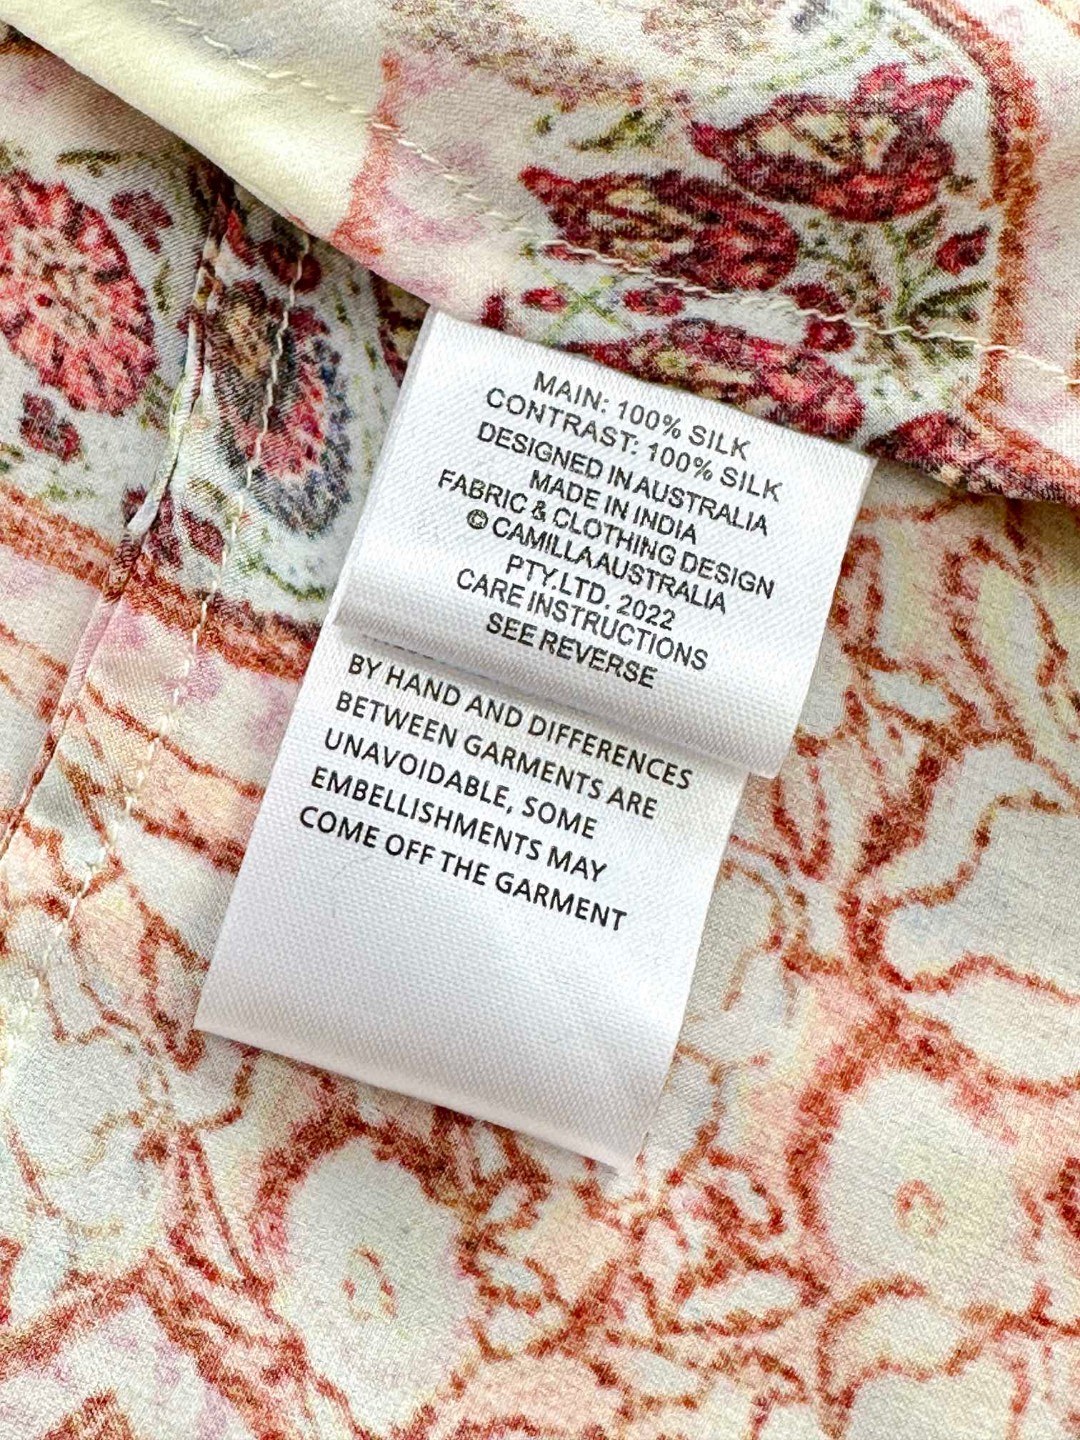 MAIN: 100% SILK
CONTRAST: 100% SILK
DESIGNED IN AUSTRALIA
MADE IN INDIA
FABRIC & CLOTHING DESIGN
© CAMILLA AUSTRALIA
PTY.LTD. 2022
CARE INSTRUCTIONS
SEE REVERSE
BY HAND AND DIFFERENCES
BETWEEN GARMENTS ARE
UNAVOIDABLE, SOME
EMBELLISHMENTS MAY
COME OFF THE GARMENT